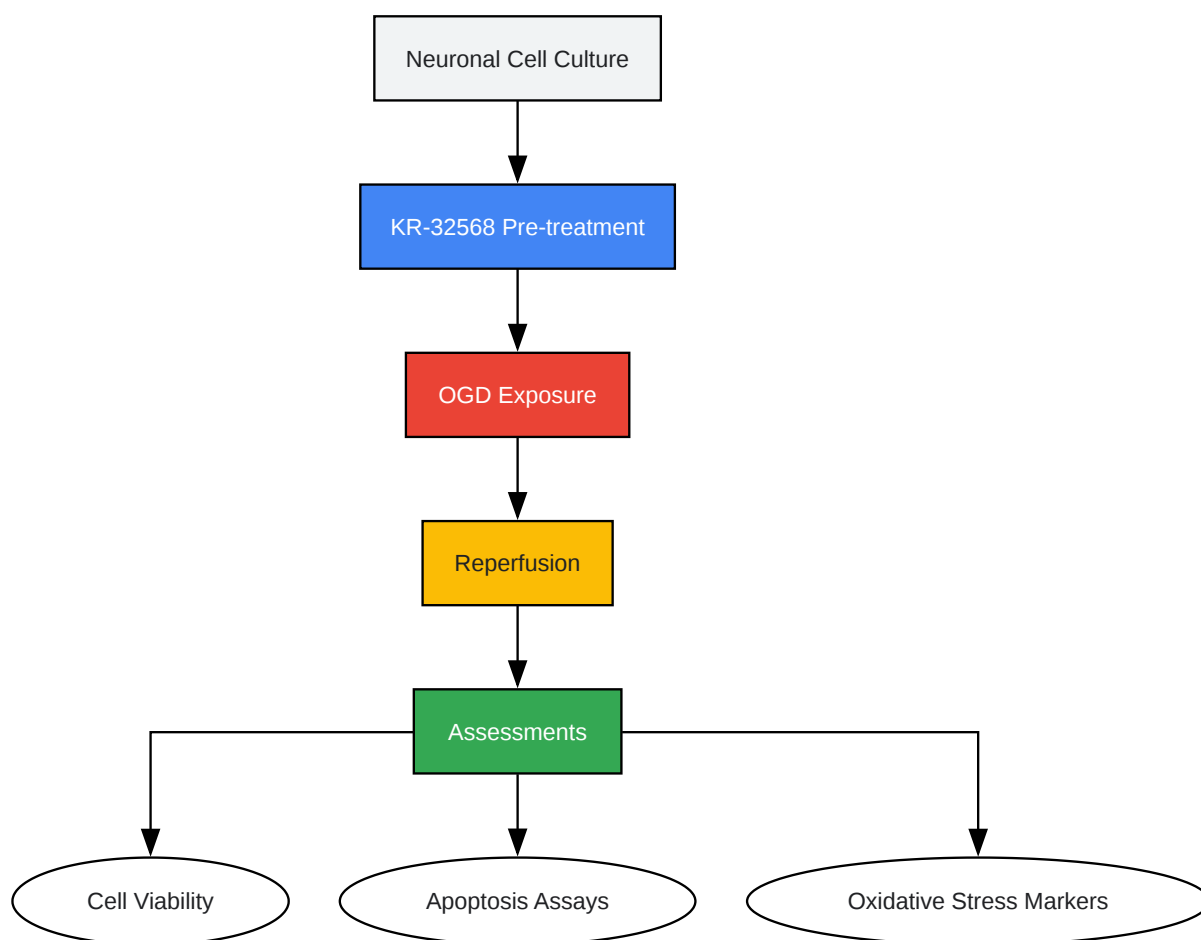 Neuronal Cell Culture
KR-32568 Pre-treatment
OGD Exposure
Reperfusion
Assessments
Cell Viability
Apoptosis Assays
Oxidative Stress Markers